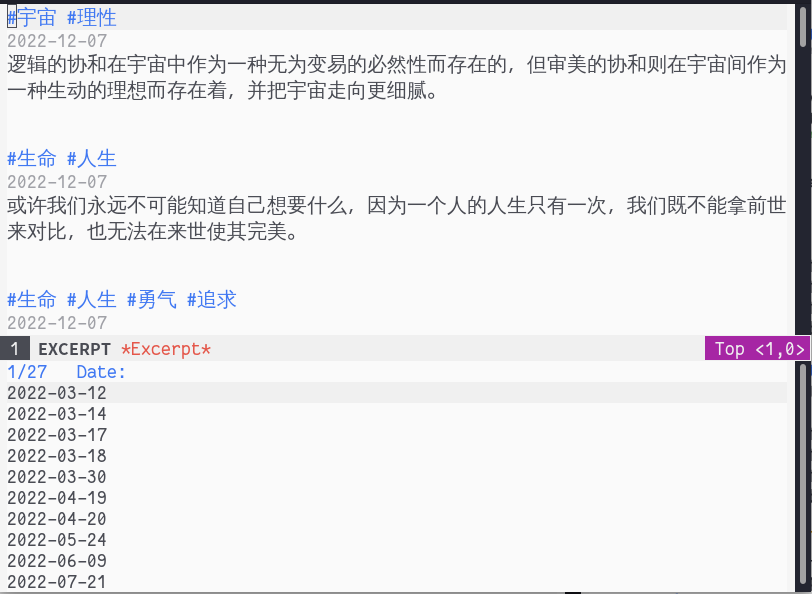 #宇宙 #理性
2022-12-07
逻辑的协和在宇宙中作为一种无为变易的必然性而存在的，但审美的协和则在宇宙间作为
一种生动的理想而存在着，并把宇宙走向更细腻。
#生命 #人生
2022-12-07
或许我们永远不可能知道自己想要什么，因为一个人的人生只有一次，我们既不能拿前世
来对比，也无法在来世使其完美。
#生命 #人生 #勇气 #追求
2022-12-07
1 EXCERPT *Excerpt* Top <1,0>
1/27 Date:
2022-03-12
2022-03-14
2022-03-17
2022-03-18
2022-03-30
2022-04-19
2022-04-20
2022-05-24
2022-06-09
2022-07-21